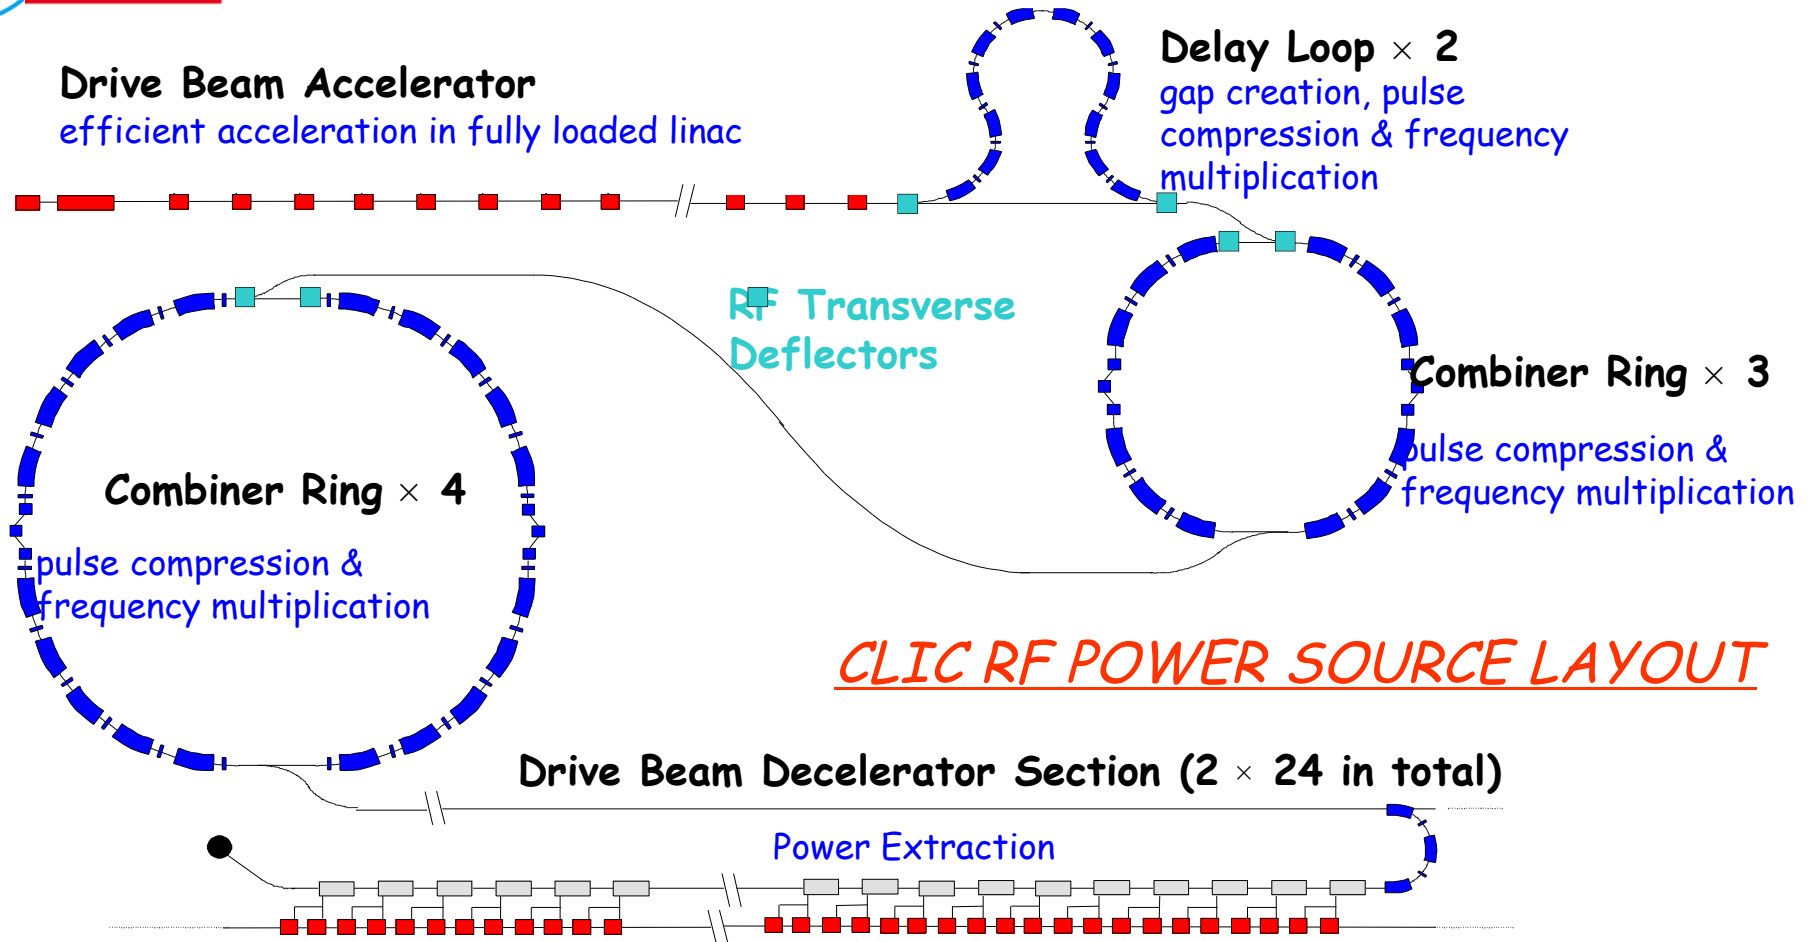 Drive Beam Accelerator
efficient acceleration in fully loaded linac
Delay Loop × 2
gap creation, pulse
compression & frequency
multiplication
RF Transverse
Deflectors
Combiner Ring × 3
pulse compression &
frequency multiplication
Combiner Ring × 4
pulse compression &
frequency multiplication
CLIC RF POWER SOURCE LAYOUT
Drive Beam Decelerator Section (2 × 24 in total)
Power Extraction